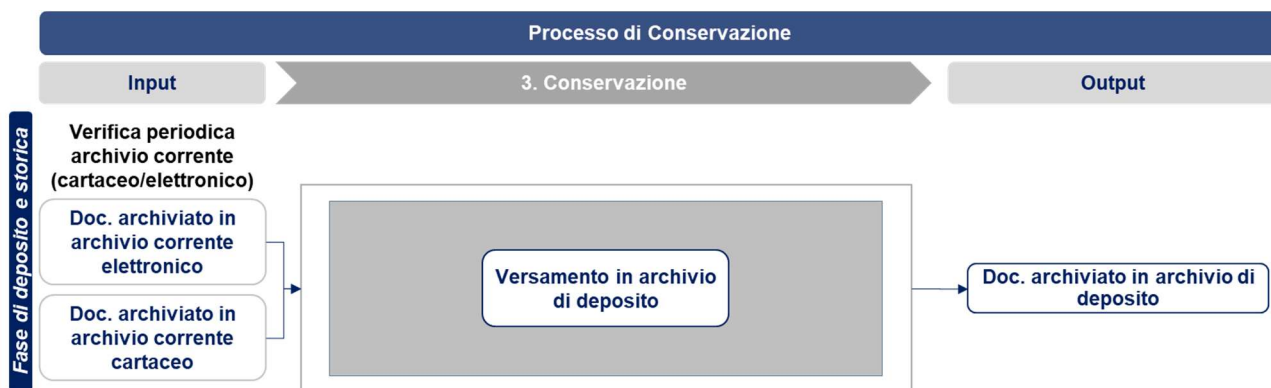 Processo di Conservazione
Input
3. Conservazione
Output
Fase di deposito e storica
Verifica periodica
archivio corrente
(cartaceo/elettronico)
Doc. archiviato in
archivio corrente
elettronico
Doc. archiviato in
archivio corrente
cartaceo
Versamento in archivio
di deposito
Doc. archiviato in archivio di
deposito